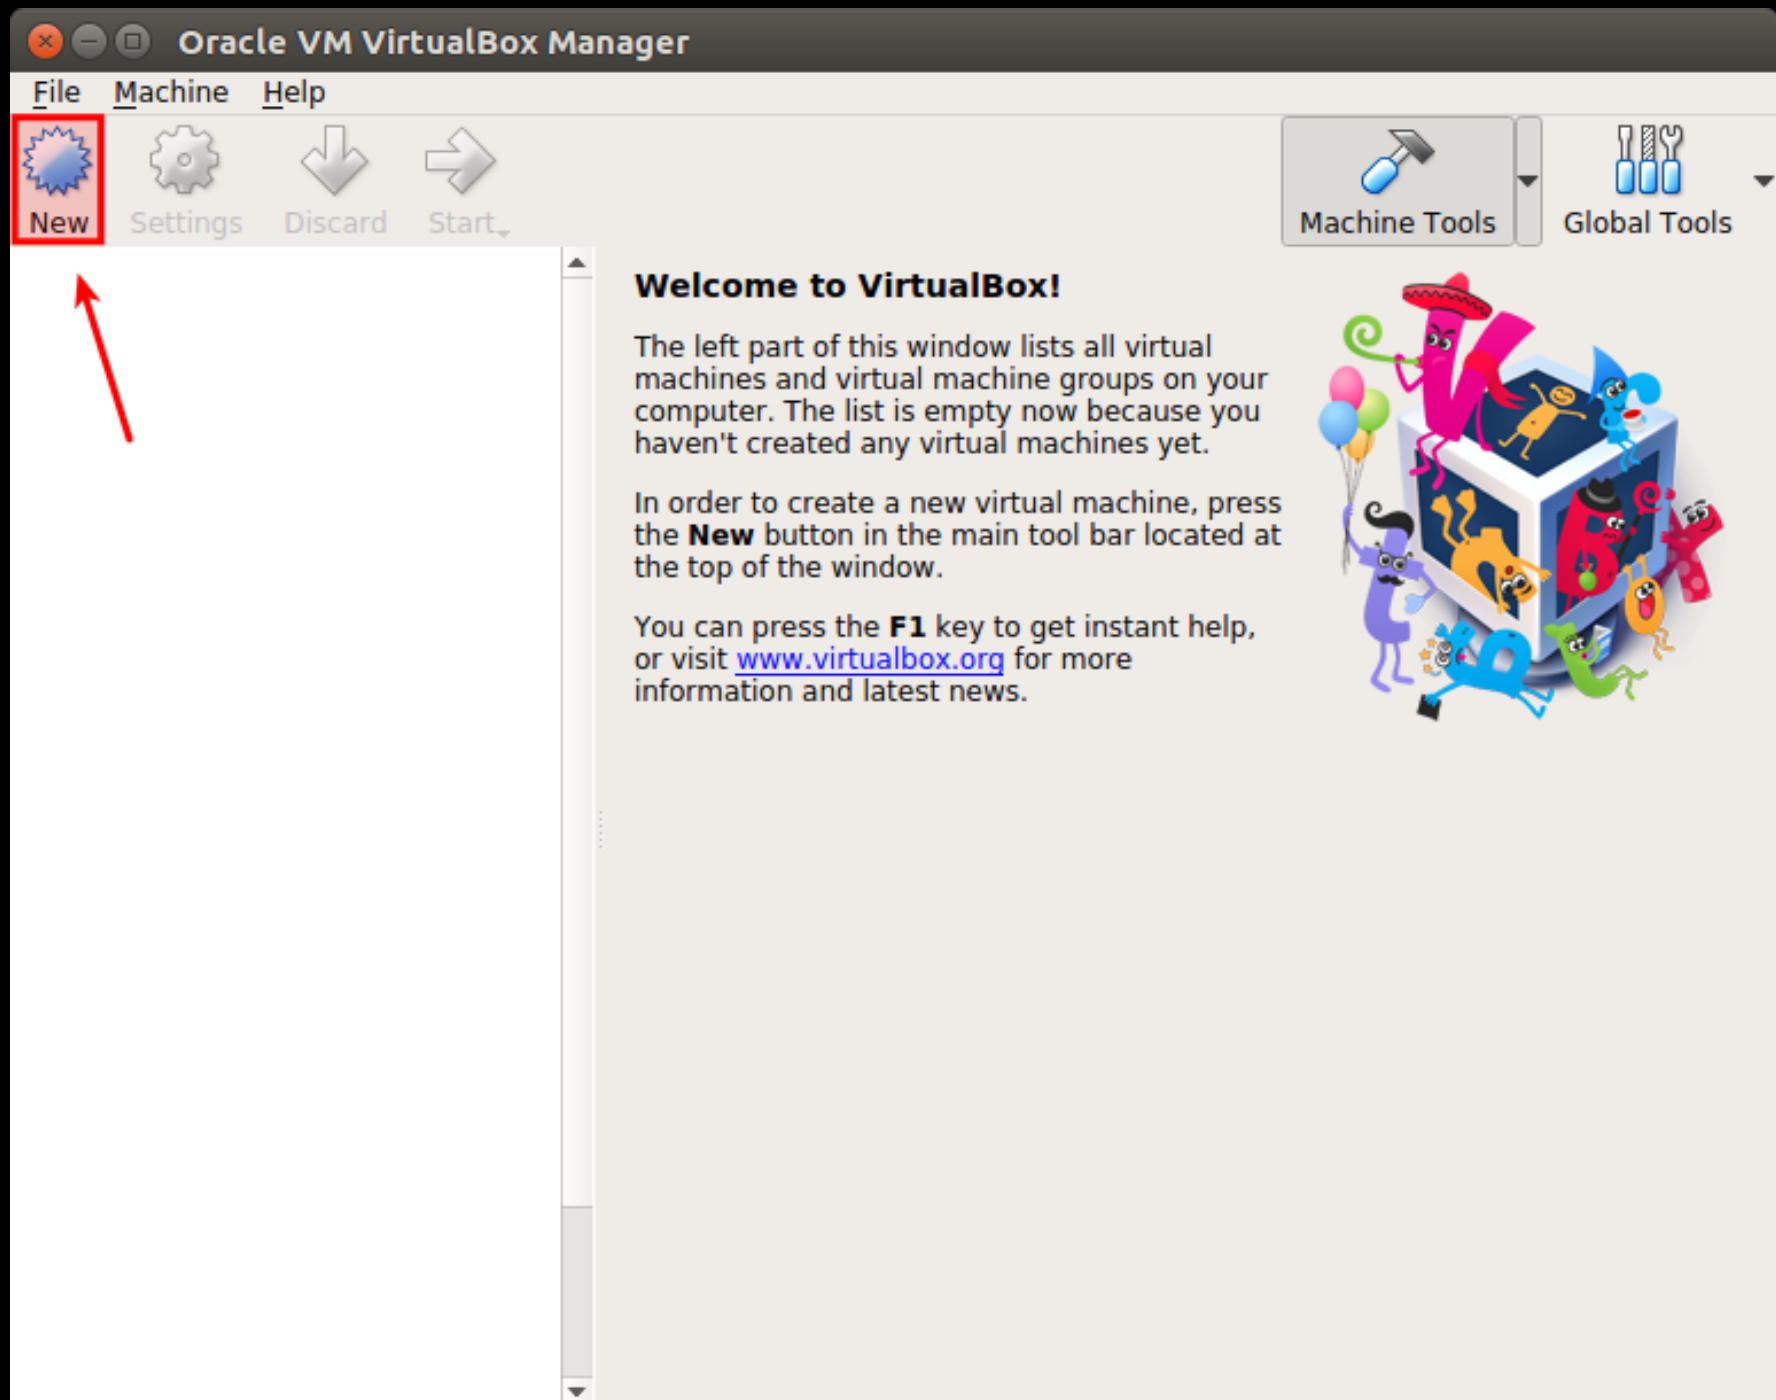 Oracle VM VirtualBox Manager
File Machine Help
New Settings Discard Start Machine Tools Global Tools
Welcome to VirtualBox!
The left part of this window lists all virtual
machines and virtual machine groups on your
computer. The list is empty now because you
haven't created any virtual machines yet.
In order to create a new virtual machine, press
the New button in the main tool bar located at
the top of the window.
You can press the F1 key to get instant help,
or visit www.virtualbox.org for more
information and latest news.